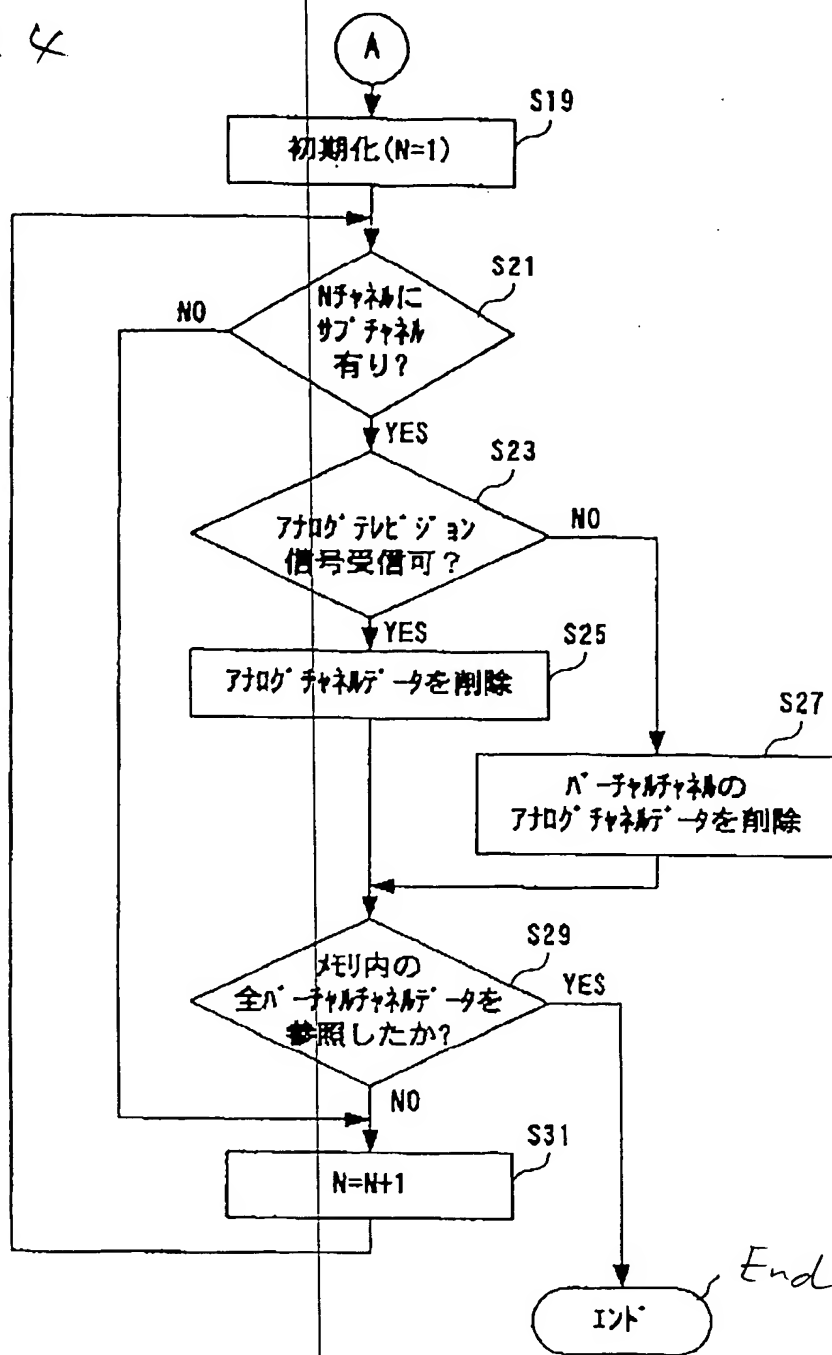 4
A
S19
初期化(N=1)
S21
Nチャネルに
サブチャネル
有り?
NO
YES
S23
アナログテレビジョン
信号受信可?
NO
YES
S25
アナログチャネルデータを削除
S27
バーチャルチャネルの
アナログチャネルデータを削除
S29
メモリ内の
全バーチャルチャネルデータを
参照したか?
YES
NO
S31
N=N+1
End
エンド